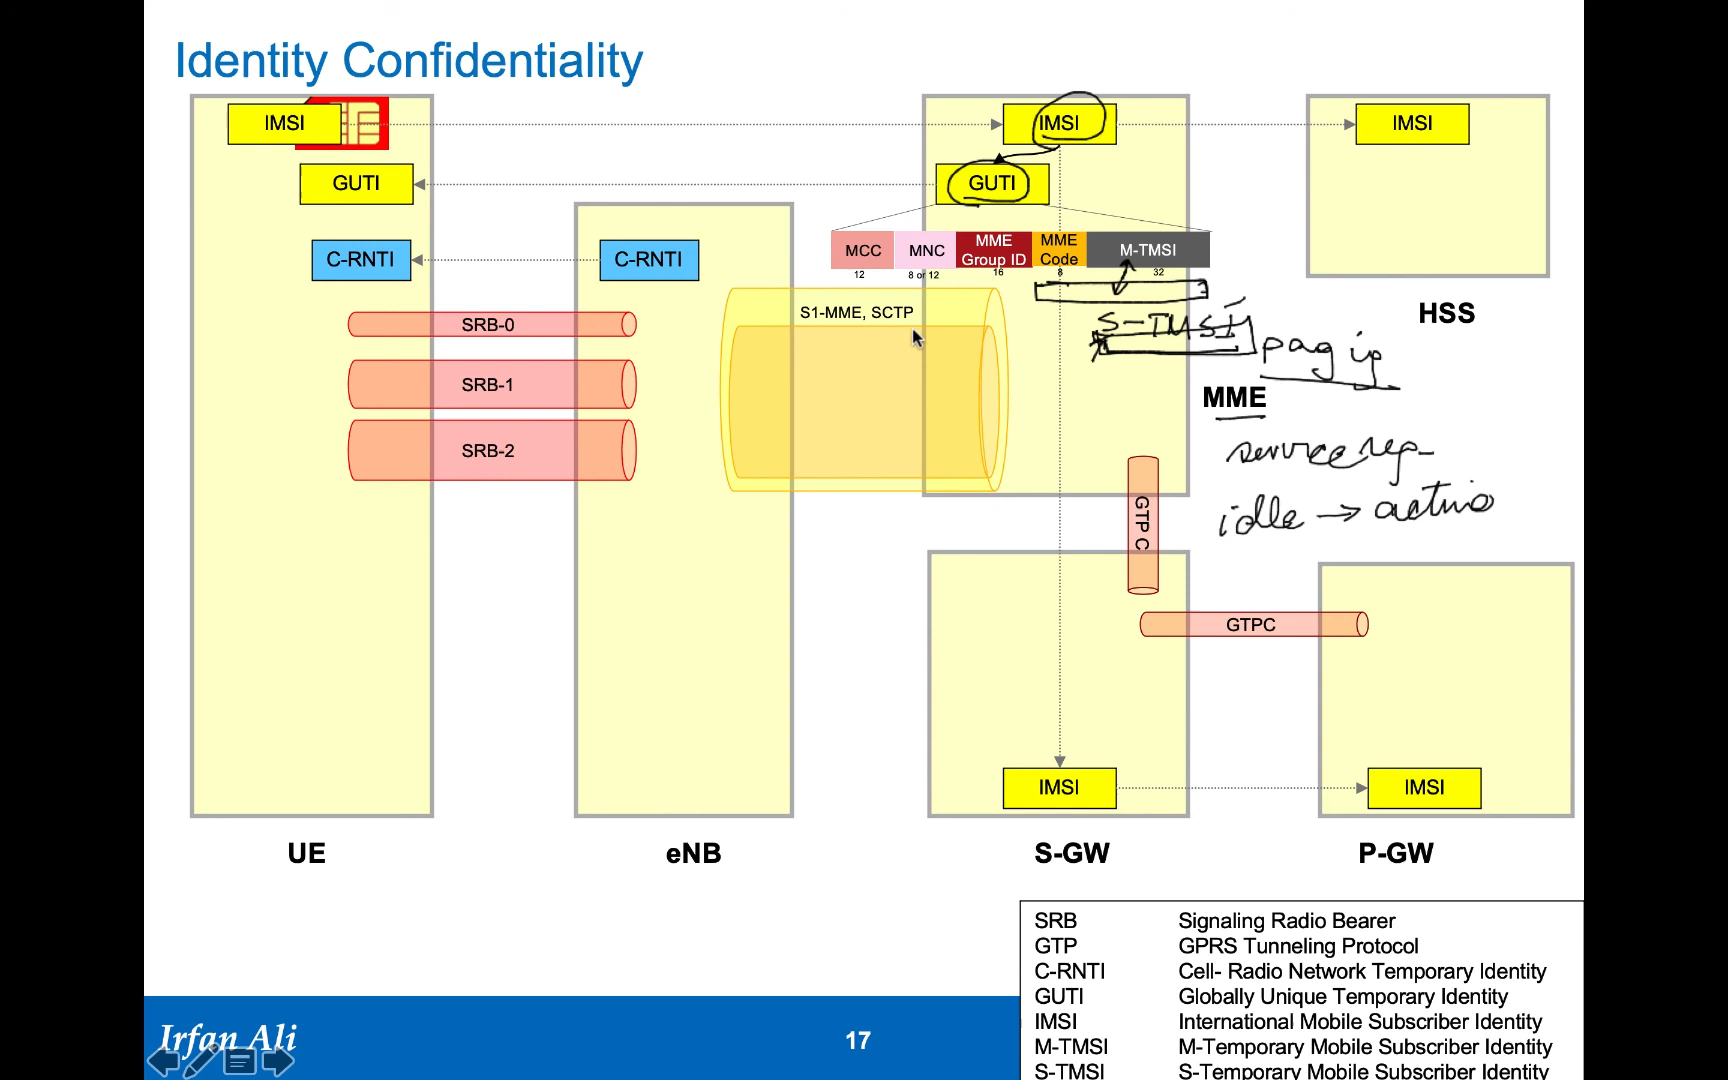 Identity Confidentiality
IMSI
IMSI
IMSI
GUTI
GUTI
C-RNTI
C-RNTI
MCC
MNC
MME Group ID
MME Code
M-TMSI
12
8 or 12
16
8
32
SRB-0
S1-MME, SCTP
S-TMSI
HSS
paging
SRB-1
MME
SRB-2
service req-
idle → active
GTP C
GTPC
IMSI
IMSI
UE
eNB
S-GW
P-GW
SRB Signaling Radio Bearer
GTP GPRS Tunneling Protocol
C-RNTI Cell- Radio Network Temporary Identity
GUTI Globally Unique Temporary Identity
IMSI International Mobile Subscriber Identity
M-TMSI M-Temporary Mobile Subscriber Identity
S-TMSI S-Temporary Mobile Subscriber Identity
Irfan Ali
17